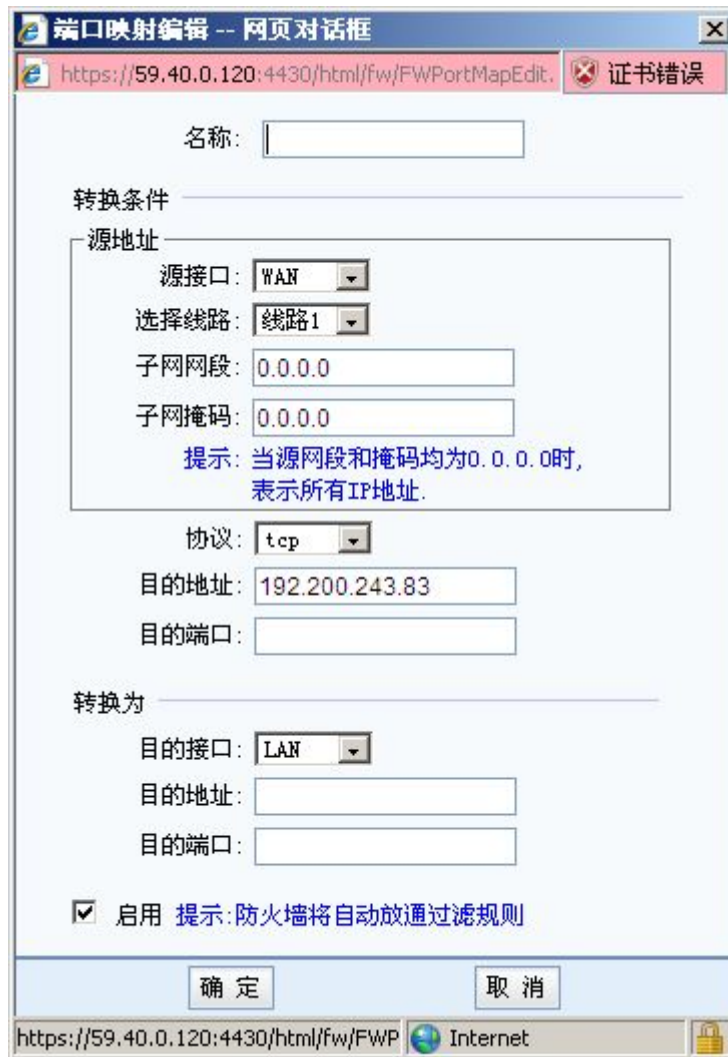 端口映射编辑 -- 网页对话框
https://59.40.0.120:4430/html/fw/FWPortMapEdit. 证书错误
名称:
转换条件
源地址
源接口: WAN
选择线路: 线路1
子网网段: 0.0.0.0
子网掩码: 0.0.0.0
提示: 当源网段和掩码均为0.0.0.0时,
表示所有IP地址.
协议: tcp
目的地址: 192.200.243.83
目的端口:
转换为
目的接口: LAN
目的地址:
目的端口:
启用 提示:防火墙将自动放通过滤规则
确 定 取 消
https://59.40.0.120:4430/html/fw/FWP Internet